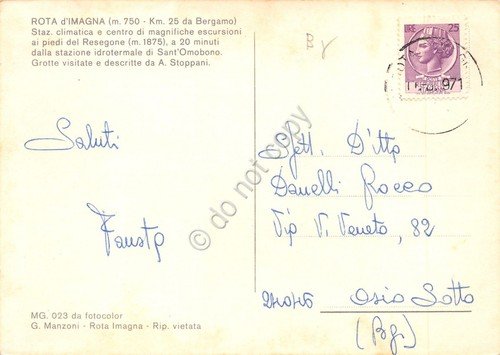 ROTA d'IMAGNA (m. 750 - Km. 25 da Bergamo)
Staz. climatica e centro di magnifiche escursioni
ai piedi del Resegone (m. 1875), a 20 minuti
dalla stazione idrotermale di Sant'Omobono.
Grotte visitate e descritte da A. Stoppani.
LIRE 25
971
Saluti
Fausto
Spett. Ditta
Danelli Rocco
Via V. Veneto, 82
24046 Osio Sotto
(Bg)
do not copy
MG. 023 da fotocolor
G. Manzoni - Rota Imagna - Rip. vietata